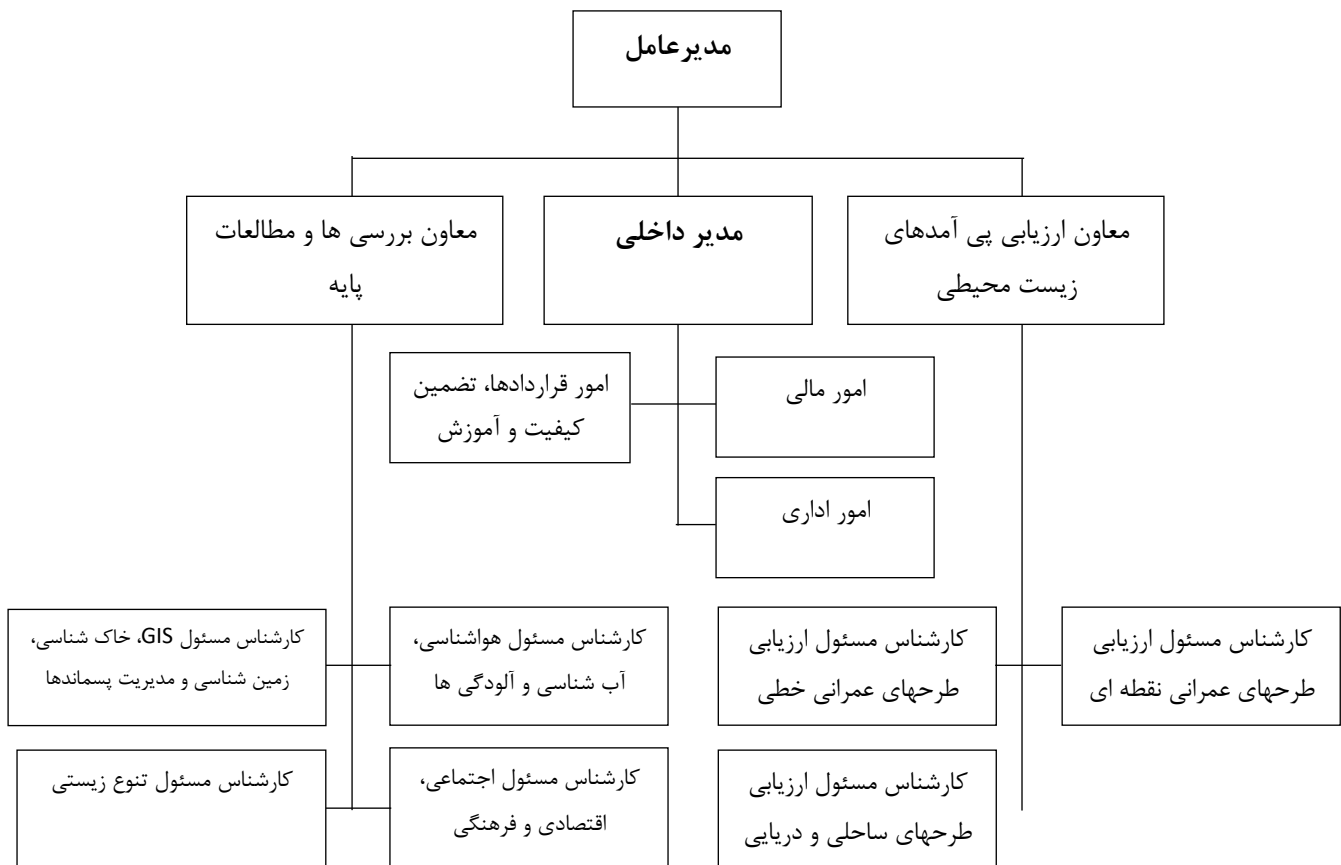 مدیرعامل
معاون ارزیابی پی آمدهای
زیست محیطی
مدیر داخلی
معاون بررسی ها و مطالعات
پایه
امور مالی
امور قراردادها، تضمین
کیفیت و آموزش
امور اداری
کارشناس مسئول ارزیابی
طرحهای عمرانی نقطه ای
کارشناس مسئول ارزیابی
طرحهای عمرانی خطی
کارشناس مسئول هواشناسی،
آب شناسی و آلودگی ها
کارشناس مسئول GIS، خاک شناسی،
زمین شناسی و مدیریت پسماندها
کارشناس مسئول ارزیابی
طرحهای ساحلی و دریایی
کارشناس مسئول اجتماعی،
اقتصادی و فرهنگی
کارشناس مسئول تنوع زیستی